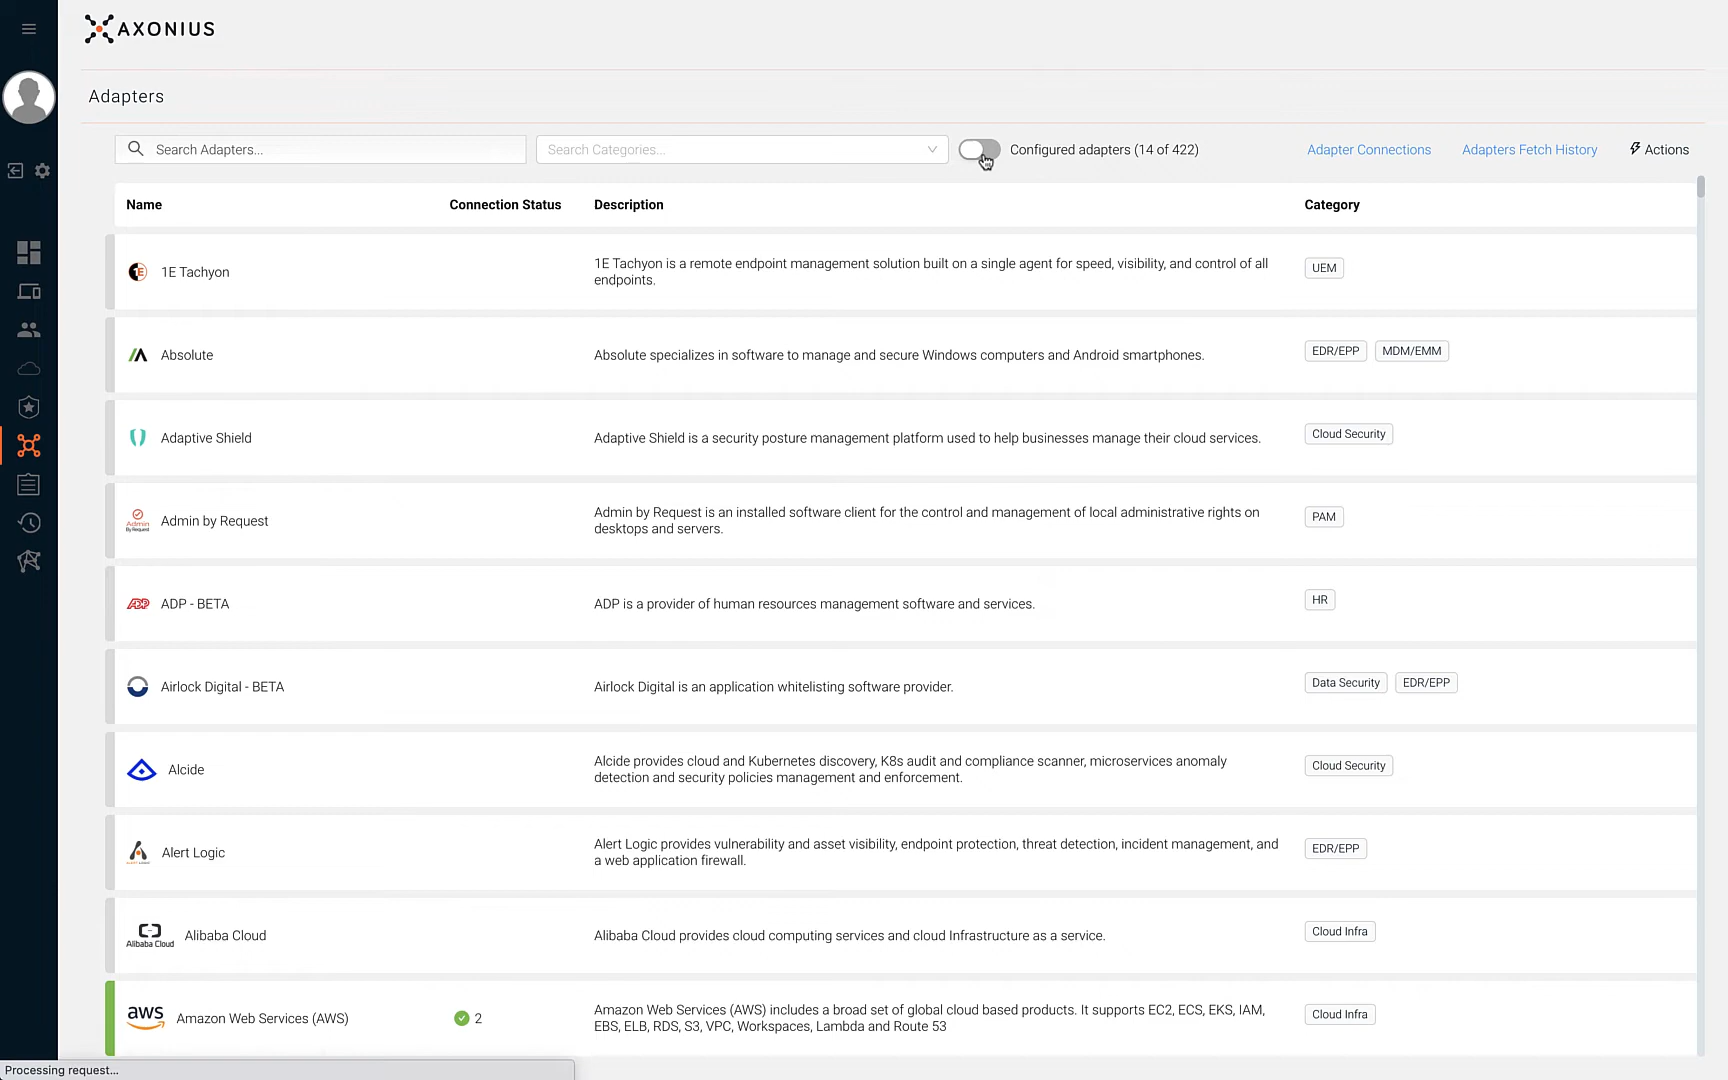 AXONIUS
Adapters
Search Adapters...
Search Categories...
Configured adapters (14 of 422)
Adapter Connections
Adapters Fetch History
Actions
Name
Connection Status
Description
Category
1E
1E Tachyon
1E Tachyon is a remote endpoint management solution built on a single agent for speed, visibility, and control of all
endpoints.
UEM
Absolute
Absolute specializes in software to manage and secure Windows computers and Android smartphones.
EDR/EPP
MDM/EMM
Adaptive Shield
Adaptive Shield is a security posture management platform used to help businesses manage their cloud services.
Cloud Security
Admin
By Request
Admin by Request
Admin by Request is an installed software client for the control and management of local administrative rights on
desktops and servers.
PAM
ADP
ADP - BETA
ADP is a provider of human resources management software and services.
HR
Airlock Digital - BETA
Airlock Digital is an application whitelisting software provider.
Data Security
EDR/EPP
Alcide
Alcide provides cloud and Kubernetes discovery, K8s audit and compliance scanner, microservices anomaly
detection and security policies management and enforcement.
Cloud Security
ALERT LOGIC
Alert Logic
Alert Logic provides vulnerability and asset visibility, endpoint protection, threat detection, incident management, and
a web application firewall.
EDR/EPP
Alibaba Cloud
Alibaba Cloud
Alibaba Cloud provides cloud computing services and cloud Infrastructure as a service.
Cloud Infra
aws
Amazon Web Services (AWS)
2
Amazon Web Services (AWS) includes a broad set of global cloud based products. It supports EC2, ECS, EKS, IAM,
EBS, ELB, RDS, S3, VPC, Workspaces, Lambda and Route 53
Cloud Infra
Processing request...